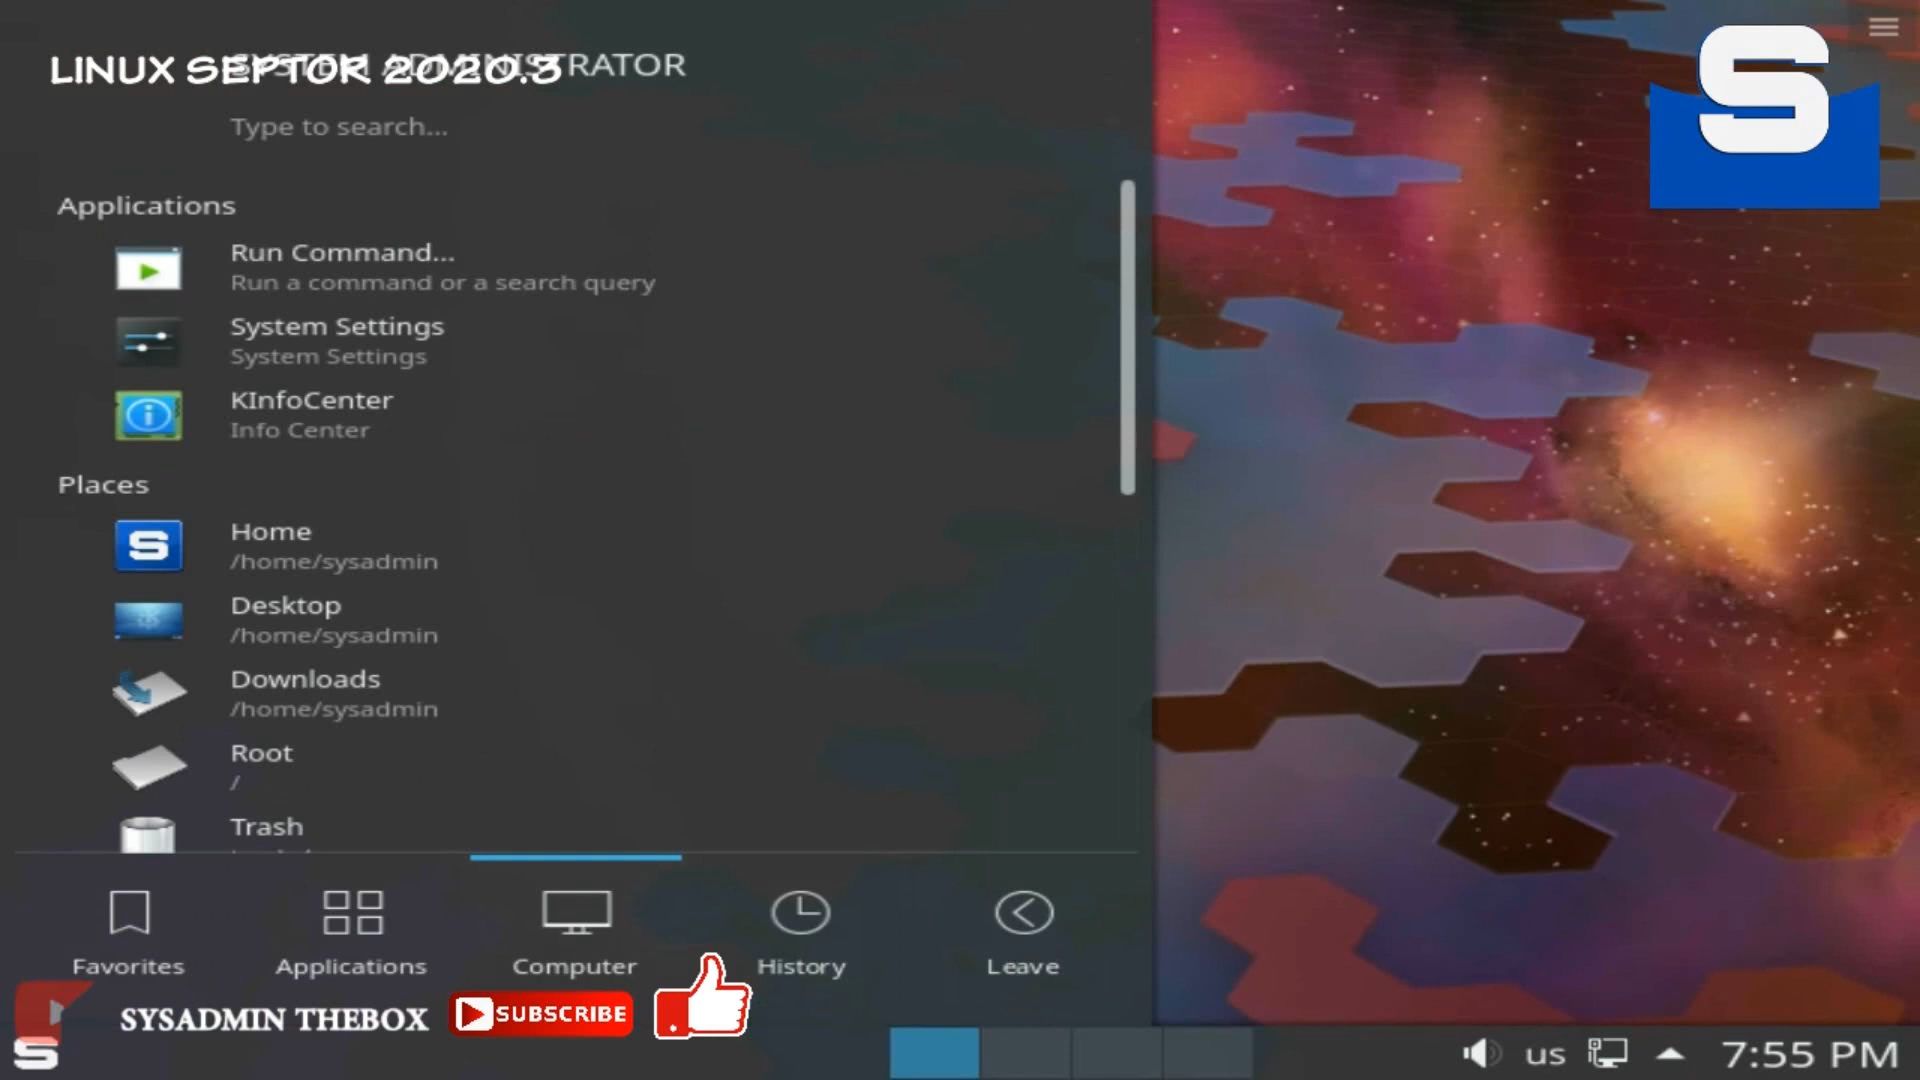 LINUX SEPTOR 2020.3
SYSTEM ADMINISTRATOR
Type to search...
Applications
Run Command...
Run a command or a search query
System Settings
System Settings
KInfoCenter
Info Center
Places
Home
/home/sysadmin
Desktop
/home/sysadmin
Downloads
/home/sysadmin
Root
/
Trash
Favorites
Applications
Computer
History
Leave
SYSADMIN THEBOX
SUBSCRIBE
S
S
S
us
7:55 PM